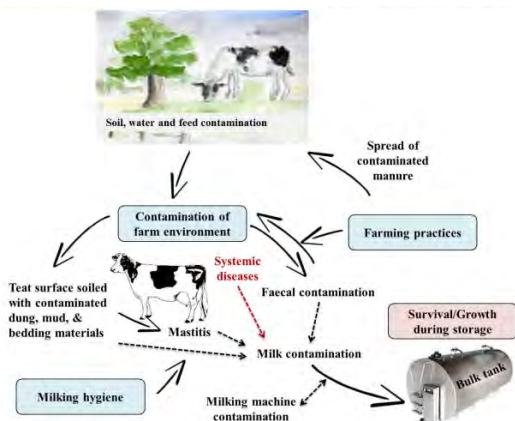 Soil, water and feed contamination
Spread of
contaminated
manure
Contamination of
farm environment
Farming practices
Systemic
diseases
Teat surface soiled
with contaminated
dung, mud, &
bedding materials
Mastitis
Faecal contamination
Survival/Growth
during storage
Milk contamination
Bulk tank
Milking hygiene
Milking machine
contamination